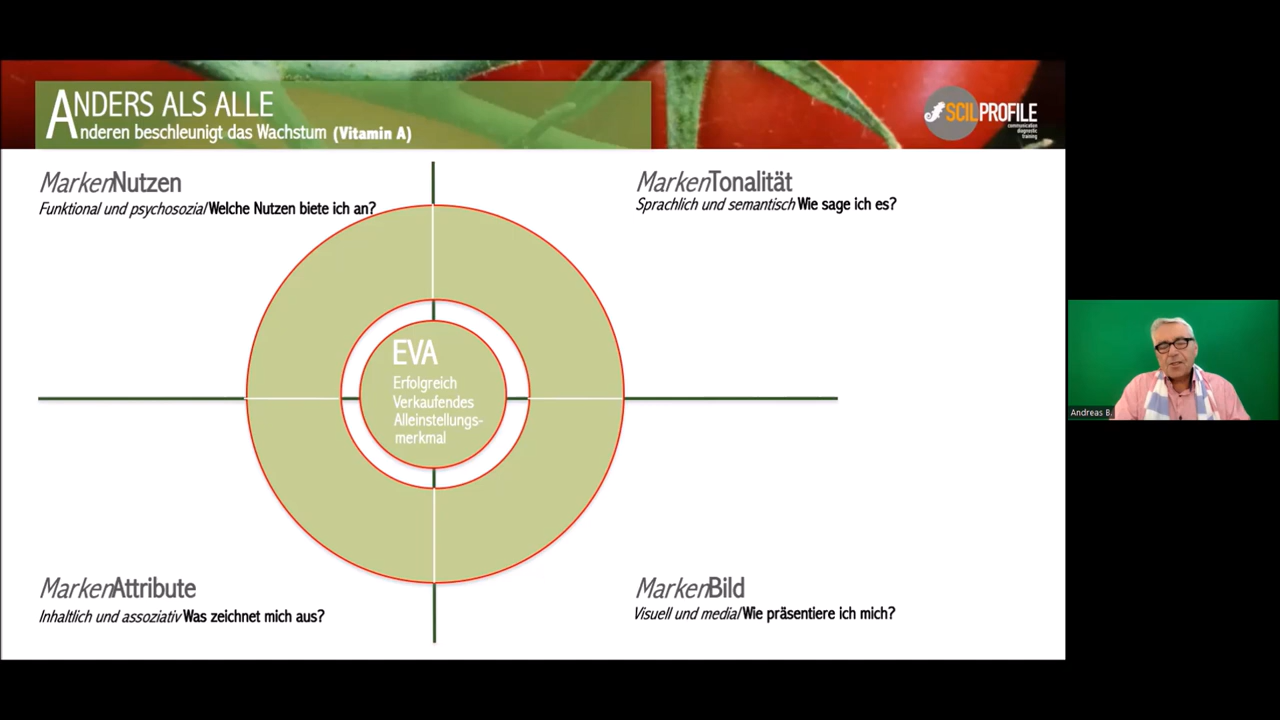 ANDERS ALS ALLE
Anderen beschleunigt das Wachstum (Vitamin A)
SCILPROFILE
communication
diagnostic
training
MarkenNutzen
Funktional und psychosozial Welche Nutzen biete ich an?
MarkenTonalität
Sprachlich und semantisch Wie sage ich es?
EVA
Erfolgreich
Verkaufendes
Alleinstellungs-
merkmal
Andreas B.
MarkenAttribute
Inhaltlich und assoziativ Was zeichnet mich aus?
MarkenBild
Visuell und medial Wie präsentiere ich mich?